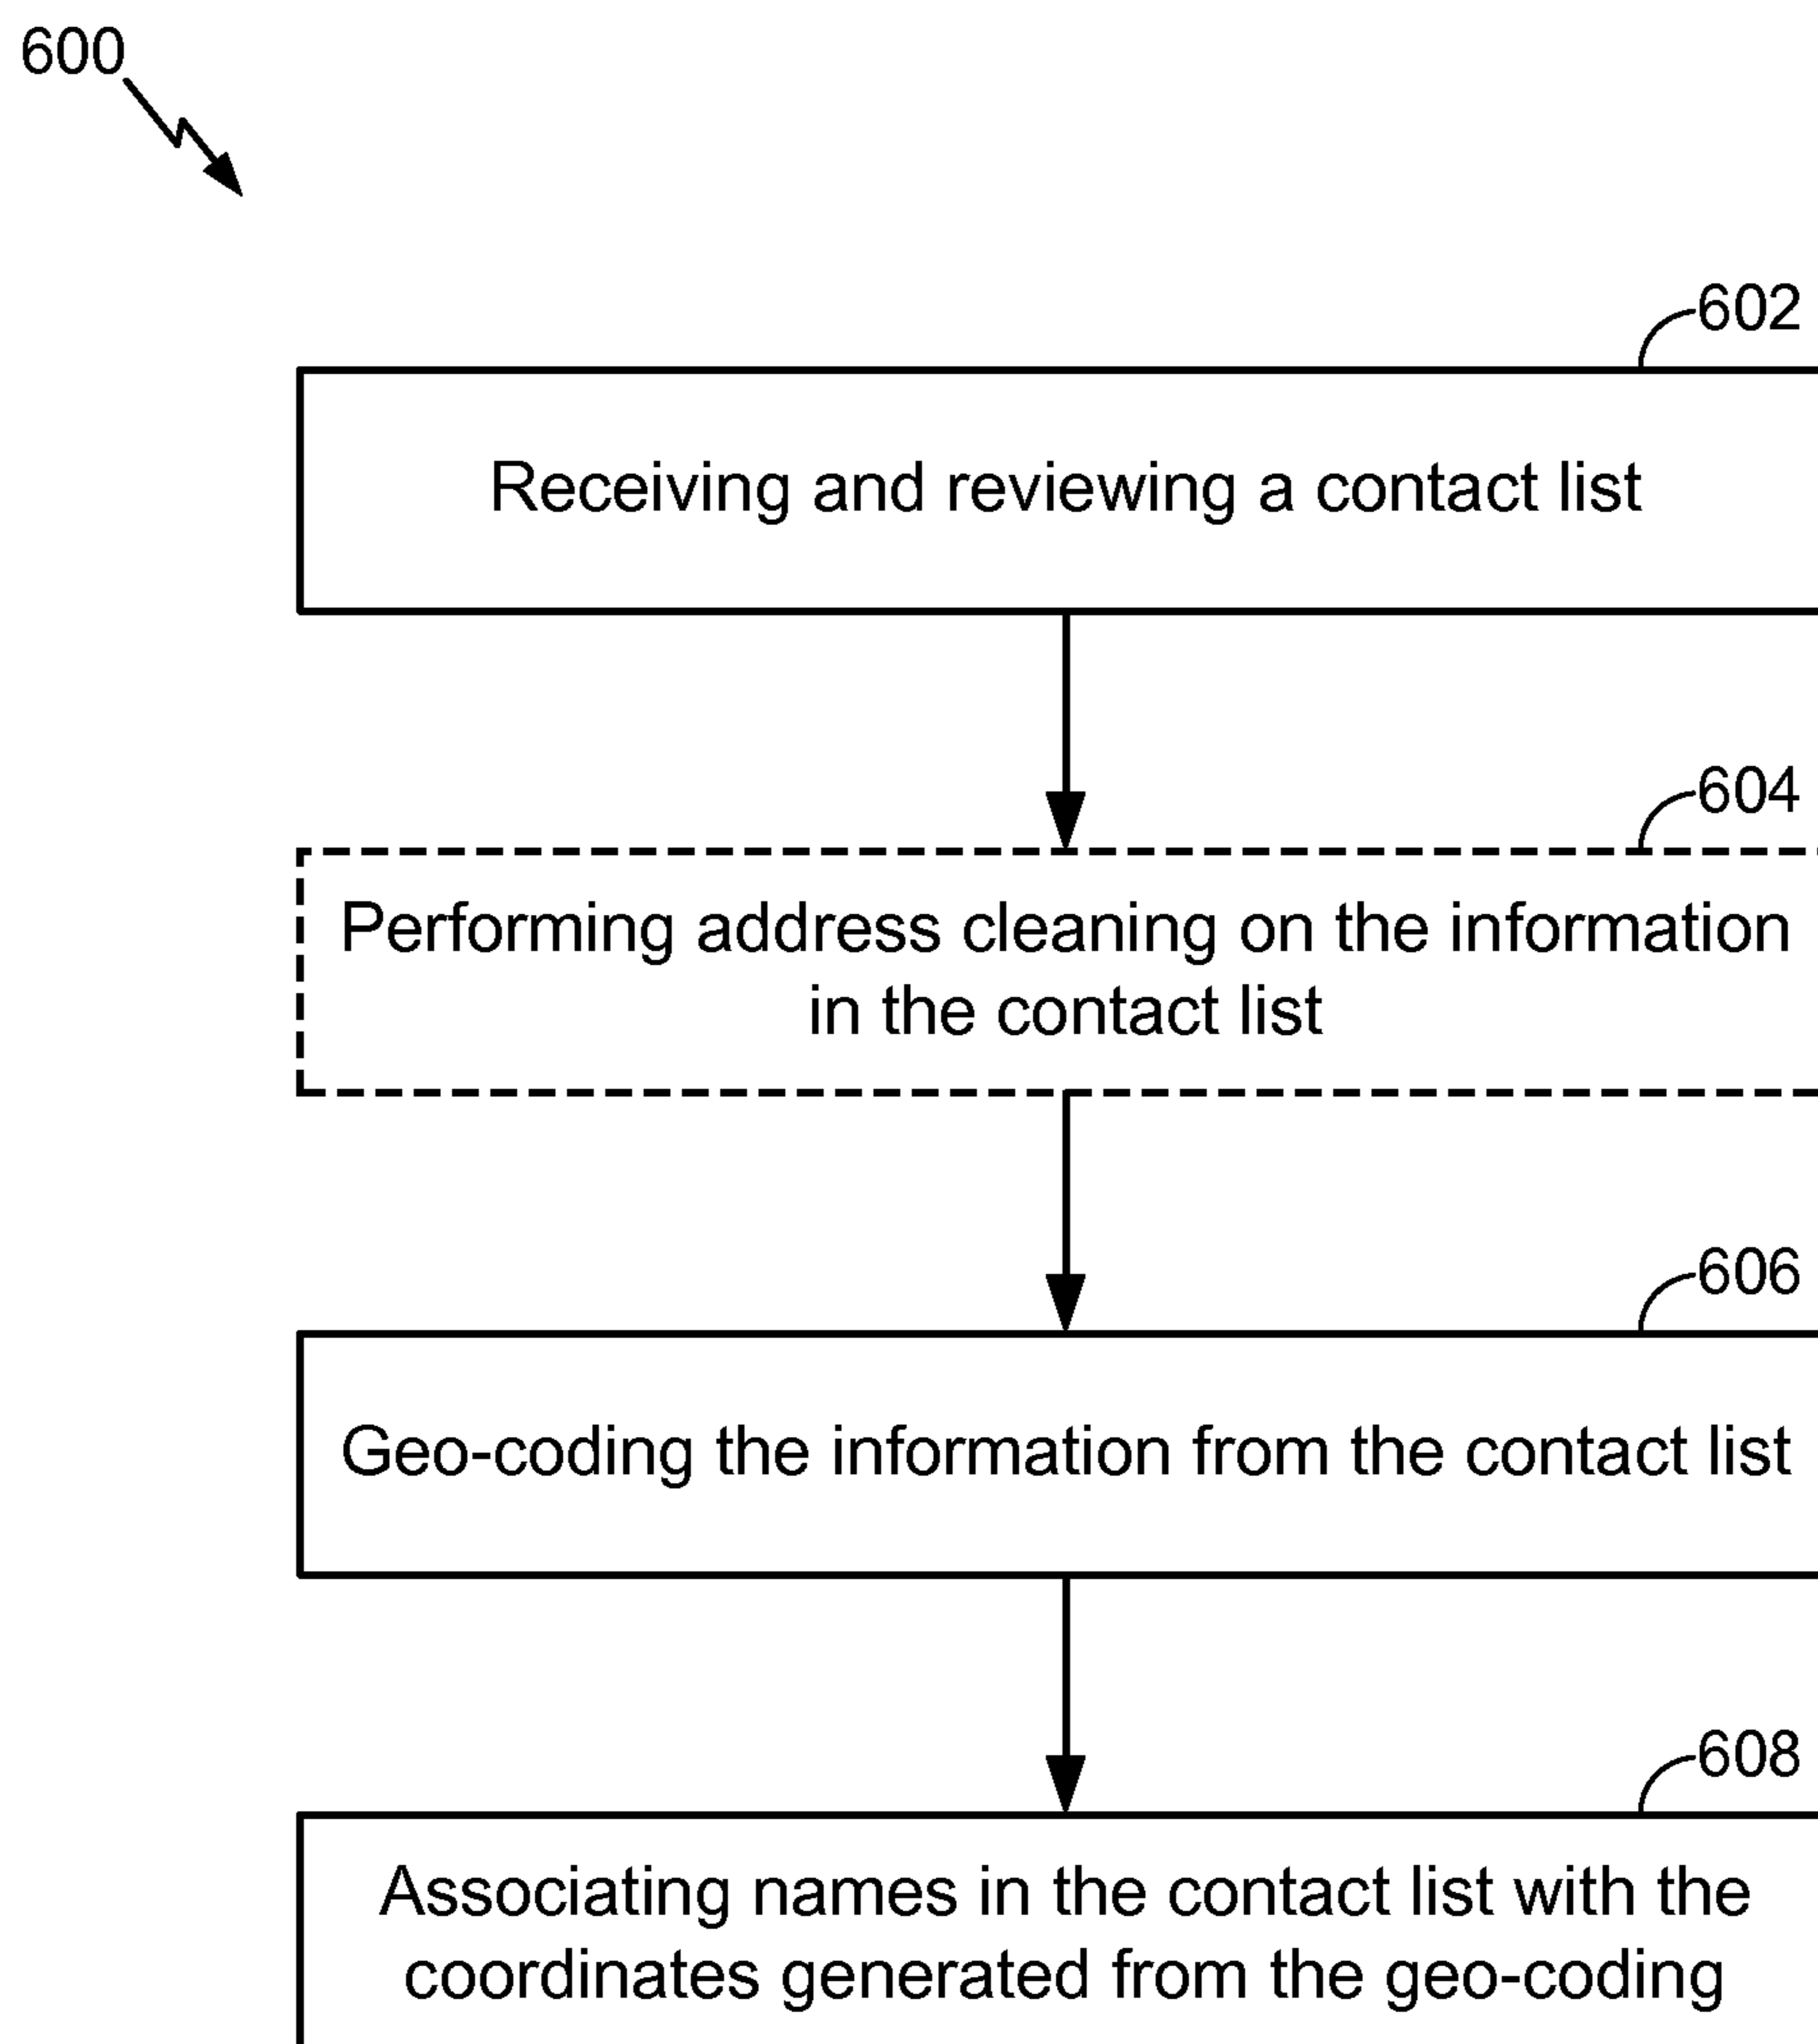 600
602
Receiving and reviewing a contact list
604
Performing address cleaning on the information
in the contact list
606
Geo-coding the information from the contact list
608
Associating names in the contact list with the
coordinates generated from the geo-coding